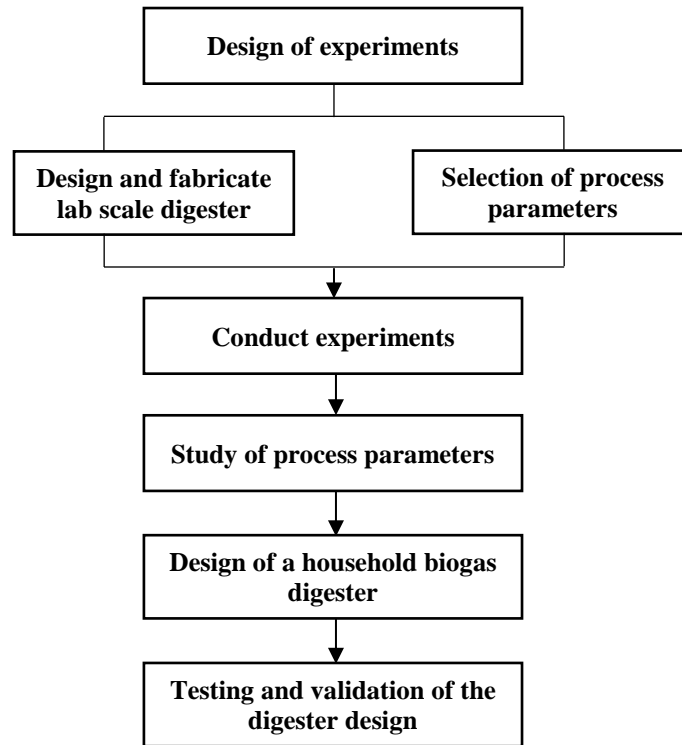 Design of experiments
Design and fabricate
lab scale digester
Selection of process
parameters
Conduct experiments
Study of process parameters
Design of a household biogas
digester
Testing and validation of the
digester design